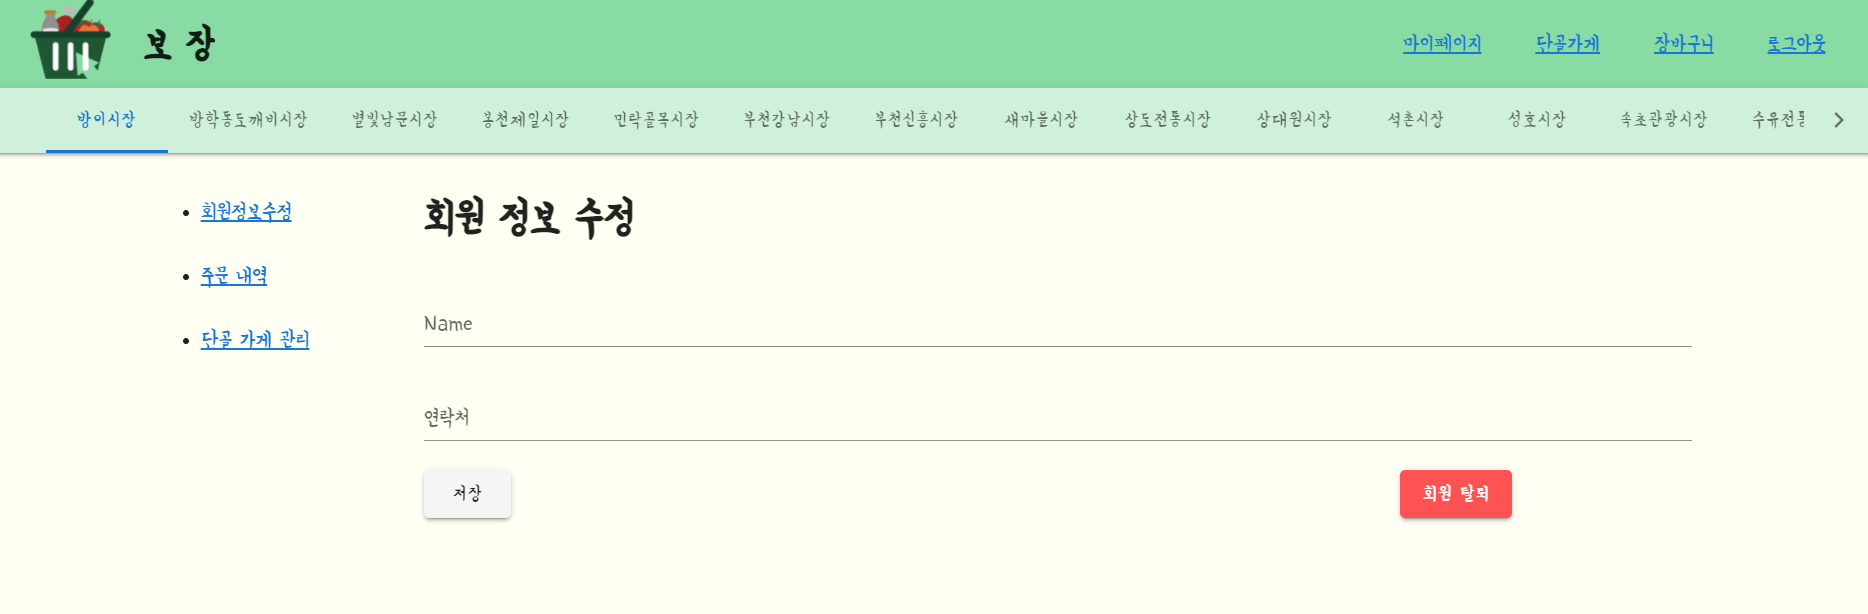 보 장
마이페이지 단골가게 장바구니 로그아웃
방이시장 방학동도깨비시장 별빛남문시장 봉천제일시장 민락골목시장 부천강남시장 부천신흥시장 새마을시장 상도전통시장 상대원시장 석촌시장 성호시장 속초관광시장 수유전통
회원정보수정
주문 내역
단골 가게 관리
회원 정보 수정
Name
연락처
저장 회원 탈퇴